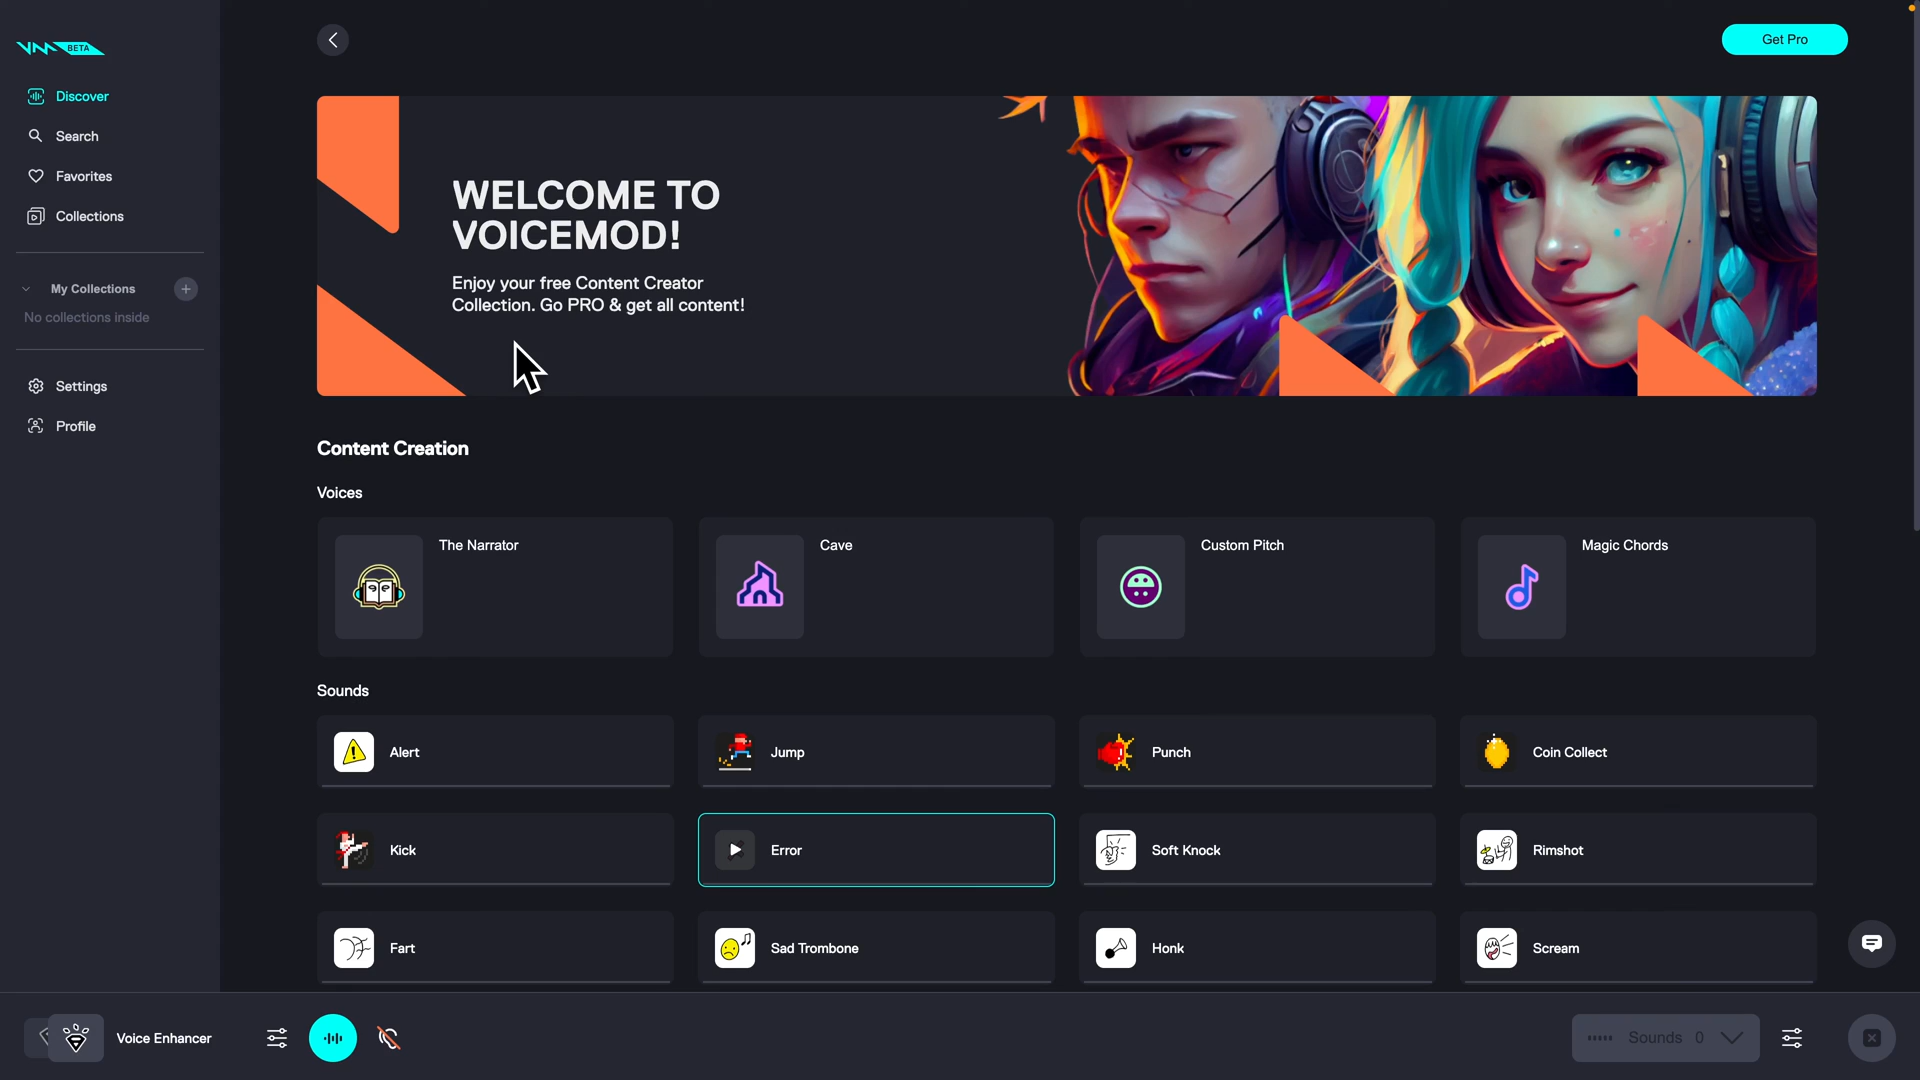 VM BETA
Get Pro
Discover
Search
Favorites
Collections
My Collections
No collections inside
Settings
Profile
WELCOME TO
VOICEMOD!
Enjoy your free Content Creator
Collection. Go PRO & get all content!
Content Creation
Voices
The Narrator
Cave
Custom Pitch
Magic Chords
Sounds
Alert
Jump
Punch
Coin Collect
Kick
Error
Soft Knock
Rimshot
Fart
Sad Trombone
Honk
Scream
Voice Enhancer
Sounds 0